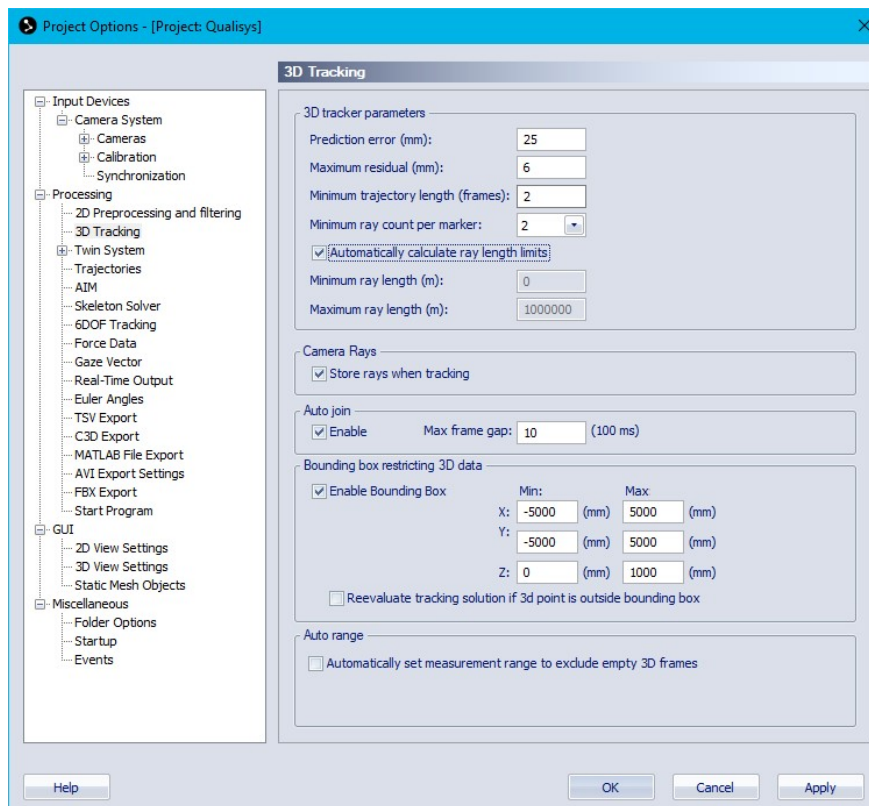 Project Options - [Project: Qualisys]
3D Tracking
Input Devices
Camera System
Cameras
Calibration
Synchronization
Processing
2D Preprocessing and filtering
3D Tracking
Twin System
Trajectories
AIM
Skeleton Solver
6DOF Tracking
Force Data
Gaze Vector
Real-Time Output
Euler Angles
TSV Export
C3D Export
MATLAB File Export
AVI Export Settings
FBX Export
Start Program
GUI
2D View Settings
3D View Settings
Static Mesh Objects
Miscellaneous
Folder Options
Startup
Events
3D tracker parameters
Prediction error (mm): 25
Maximum residual (mm): 6
Minimum trajectory length (frames): 2
Minimum ray count per marker: 2
Automatically calculate ray length limits
Minimum ray length (m): 0
Maximum ray length (m): 1000000
Camera Rays
Store rays when tracking
Auto join
Enable Max frame gap: 10 (100 ms)
Bounding box restricting 3D data
Enable Bounding Box Min: Max
X: -5000 (mm) 5000 (mm)
Y: -5000 (mm) 5000 (mm)
Z: 0 (mm) 1000 (mm)
Reevaluate tracking solution if 3d point is outside bounding box
Auto range
Automatically set measurement range to exclude empty 3D frames
Help OK Cancel Apply